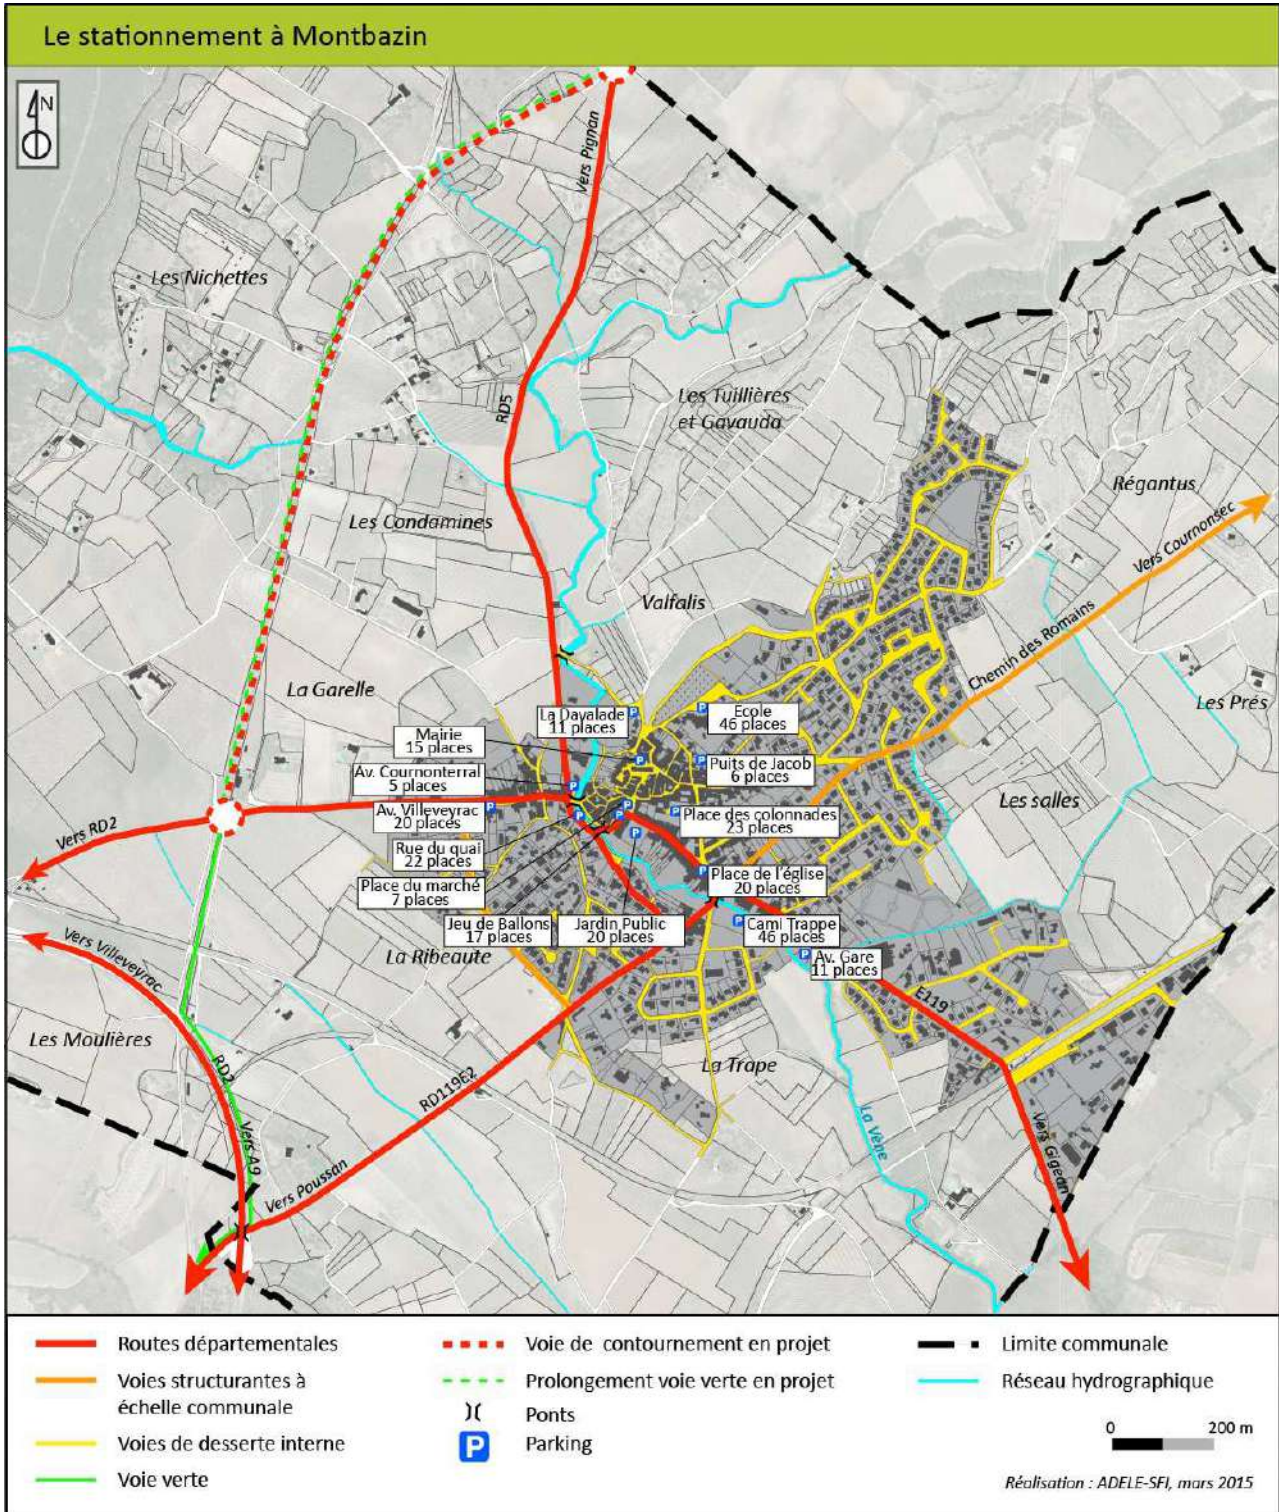 Le stationnement à Montbazin
N
Vers Pignan
Les Nichettes
RD5
Les Tuillières
et Gavauda
Régantus
Vers Cournonsec
Les Condamines
Valfalis
Chemin des Romains
La Garelle
Les Prés
La Davalade
11 places
Ecole
46 places
Mairie
15 places
Puits de Jacob
6 places
Av. Cournonterral
5 places
Les salles
Av. Villeveyrac
20 places
Place des colonnades
23 places
Vers RD2
Rue du quai
22 places
Place de l'église
20 places
Place du marché
7 places
Jeu de Ballons
17 places
Jardin Public
20 places
Cami Trappe
46 places
Vers Villeveyrac
La Ribeaute
Av. Gare
11 places
E119
Les Moulières
La Trape
RD2
RD119E2
La Vène
Vers A9
Vers Gigean
Vers Poussan
Routes départementales
Voies structurantes à
échelle communale
Voies de desserte interne
Voie verte
Voie de contournement en projet
Prolongement voie verte en projet
Ponts
P Parking
Limite communale
Réseau hydrographique
0 200 m
Réalisation : ADELE-SFI, mars 2015